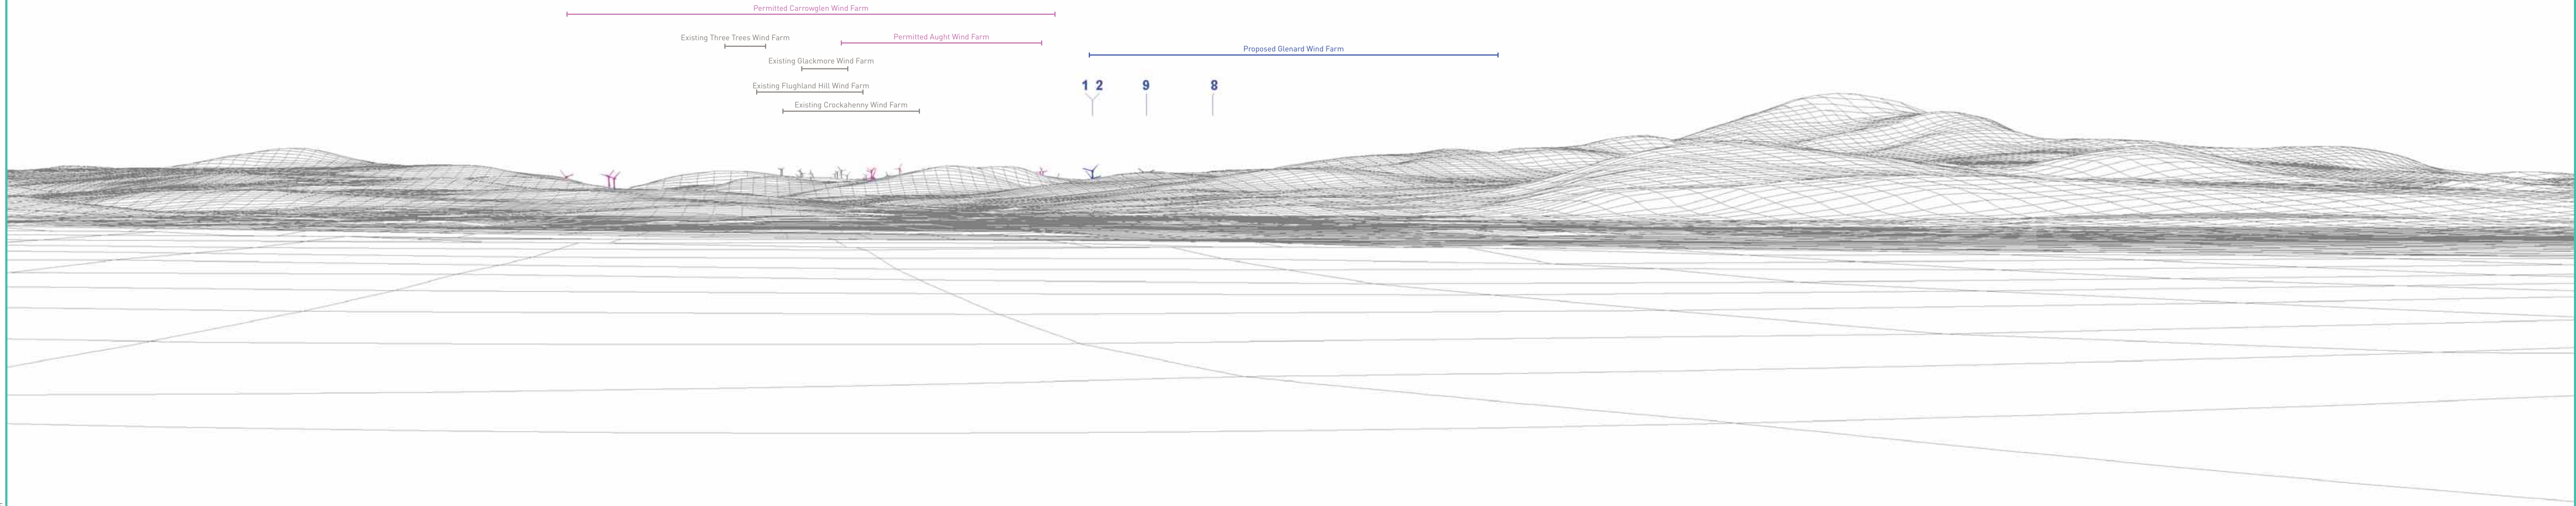 Permitted Carrowglen Wind Farm
Existing Three Trees Wind Farm
Permitted Aught Wind Farm
Proposed Glenard Wind Farm
Existing Glackmore Wind Farm
Existing Flughland Hill Wind Farm
1 2 9 8
Existing Crockahenny Wind Farm